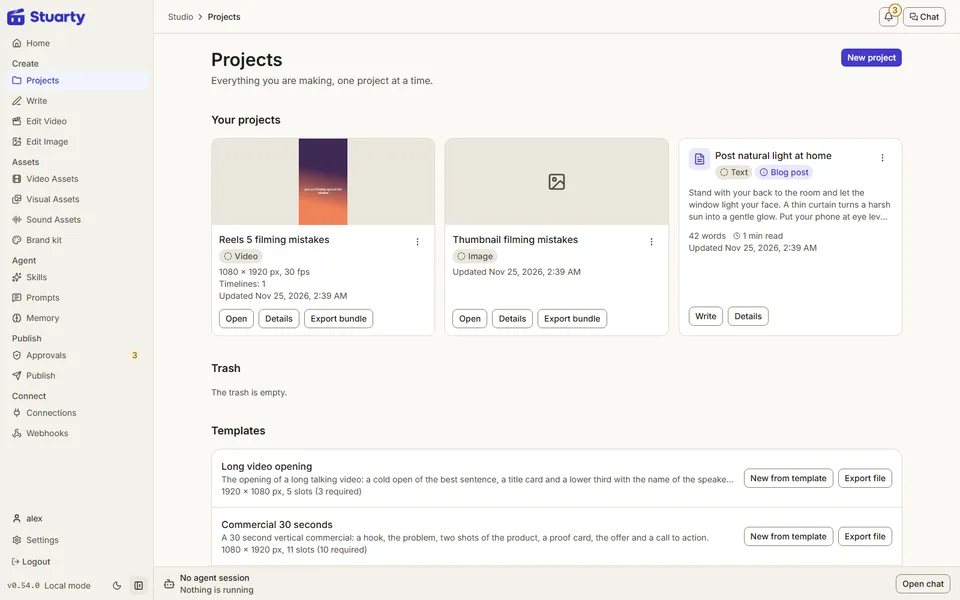 Stuarty
Home
Create
Projects
Write
Edit Video
Edit Image
Assets
Video Assets
Visual Assets
Sound Assets
Brand kit
Agent
Skills
Prompts
Memory
Publish
Approvals 3
Publish
Connect
Connections
Webhooks
alex
Settings
Logout
v0.54.0 Local mode
Studio > Projects
3
Chat
Projects
Everything you are making, one project at a time.
New project
Your projects
Reels 5 filming mistakes
Video
1080 × 1920 px, 30 fps
Timelines: 1
Updated Nov 25, 2026, 2:39 AM
Open Details Export bundle
Thumbnail filming mistakes
Image
Updated Nov 25, 2026, 2:39 AM
Open Details Export bundle
Post natural light at home
Text Blog post
Stand with your back to the room and let the
window light your face. A thin curtain turns a harsh
sun into a gentle glow. Put your phone at eye lev...
42 words 1 min read
Updated Nov 25, 2026, 2:39 AM
Write Details
Trash
The trash is empty.
Templates
Long video opening
The opening of a long talking video: a cold open of the best sentence, a title card and a lower third with the name of the speake...
1920 × 1080 px, 5 slots (3 required)
New from template Export file
Commercial 30 seconds
A 30 second vertical commercial: a hook, the problem, two shots of the product, a proof card, the offer and a call to action.
1080 × 1920 px, 11 slots (10 required)
New from template Export file
No agent session
Nothing is running
Open chat